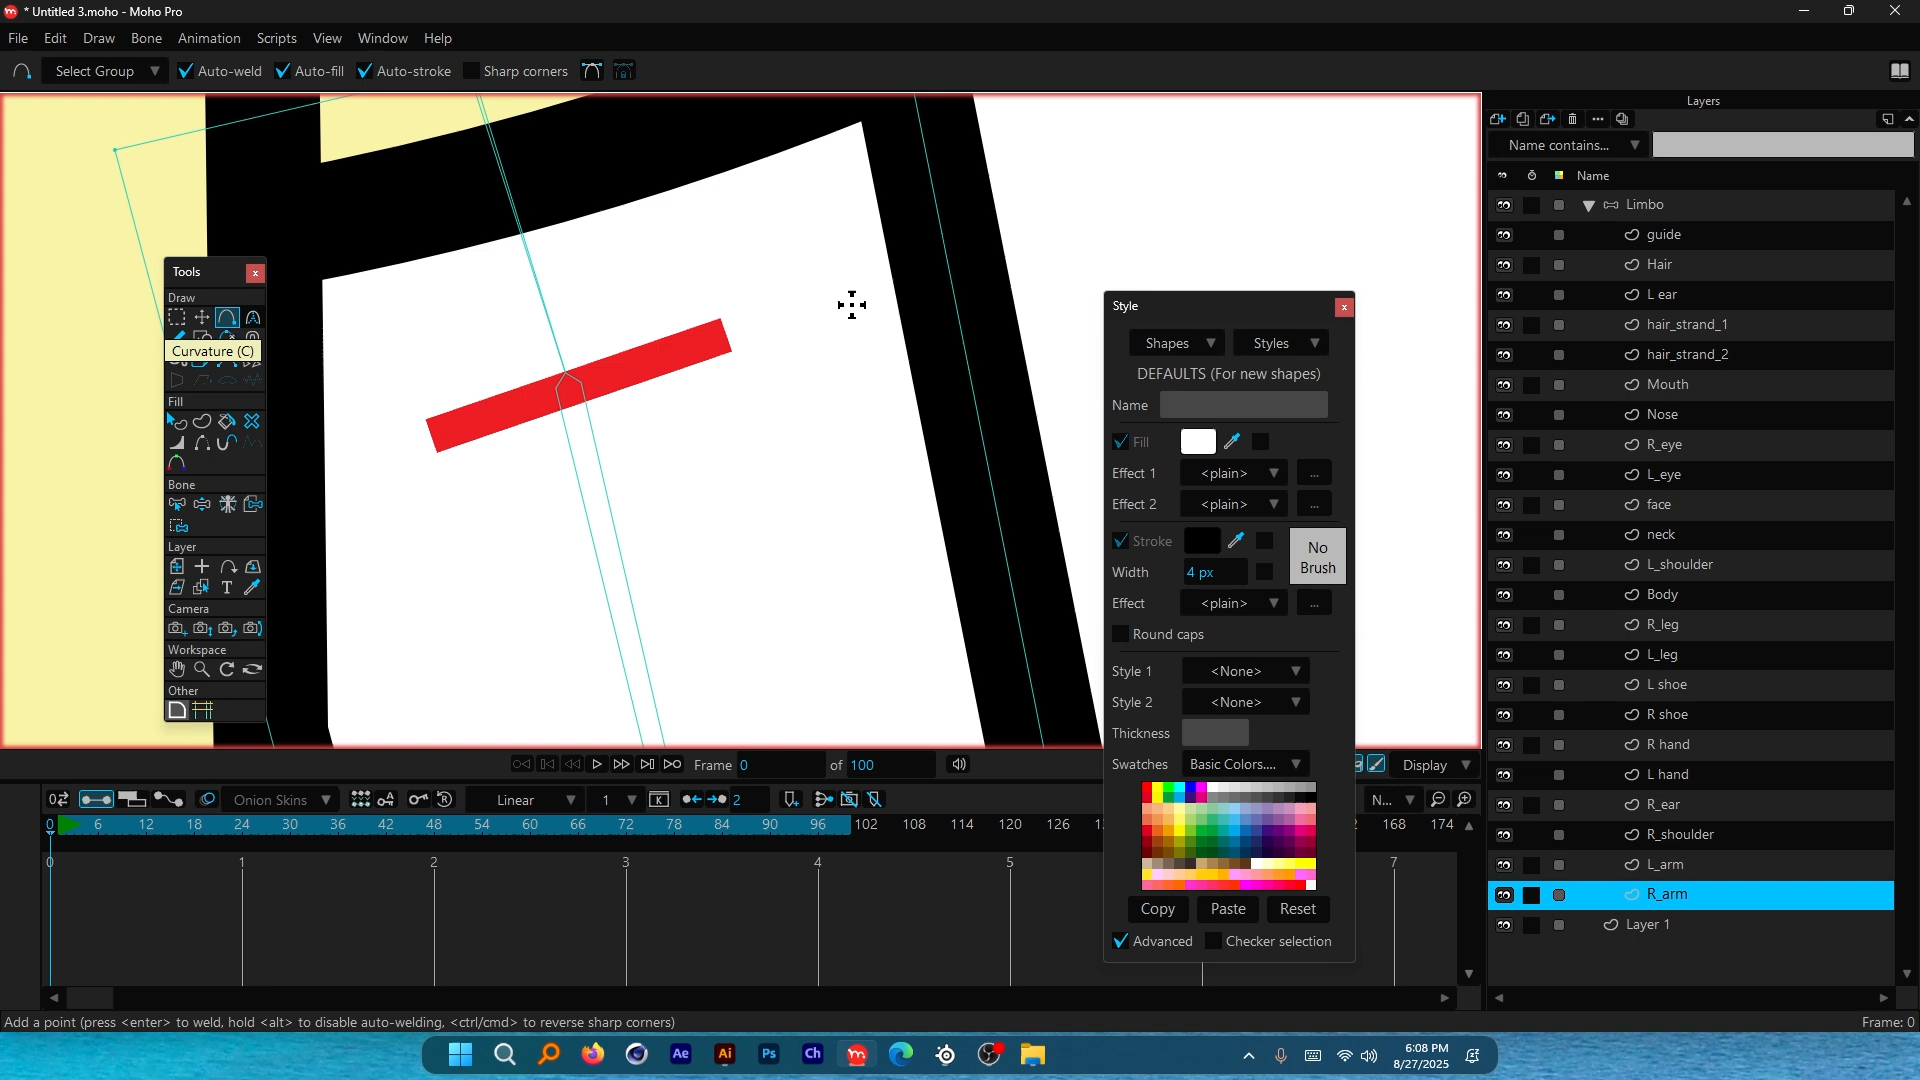 * Untitled 3.moho - Moho Pro
File Edit Draw Bone Animation Scripts View Window Help
Select Group Auto-weld Auto-fill Auto-stroke Sharp corners
Layers
Name contains...
Name
Limbo
guide
Hair
L ear
hair_strand_1
hair_strand_2
Mouth
Nose
R_eye
L_eye
face
neck
L_shoulder
Body
R_leg
L_leg
L shoe
R shoe
R hand
L hand
R_ear
R_shoulder
L_arm
R_arm
Layer 1
Tools
Draw
Curvature (C)
Fill
Bone
Layer
Camera
Workspace
Other
Style
Shapes Styles
DEFAULTS (For new shapes)
Name
Fill
Effect 1 <plain> ...
Effect 2 <plain> ...
Stroke
No Brush
Width 4 px
Effect <plain> ...
Round caps
Style 1 <None>
Style 2 <None>
Thickness
Swatches Basic Colors....
Copy Paste Reset
Advanced Checker selection
Frame 0 of 100
Display
Onion Skins Linear 1 2 N...
0 6 12 18 24 30 36 42 48 54 60 66 72 78 84 90 96 102 108 114 120 126 168 174
0 1 2 3 4 5 7
Add a point (press <enter> to weld, hold <alt> to disable auto-welding, <ctrl/cmd> to reverse sharp corners)
Frame: 0
Ae Ai Ps Ch
6:08 PM
8/27/2025